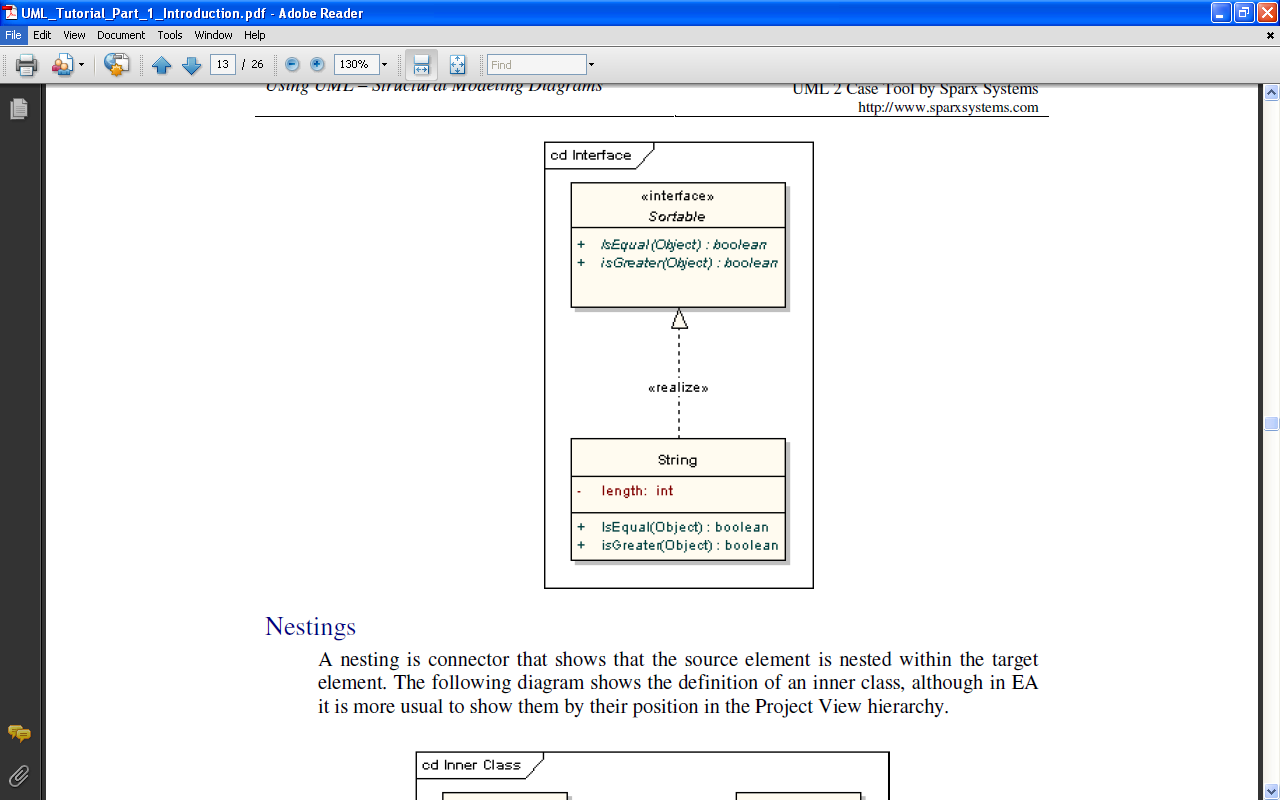 UML_Tutorial_Part_1_Introduction.pdf - Adobe Reader
File Edit View Document Tools Window Help
13 / 26 130% Find
Using UML – Structural Modeling Diagrams
UML 2 Case Tool by Sparx Systems
http://www.sparxsystems.com
cd Interface
«interface»
Sortable
+ IsEqual(Object) : boolean
+ isGreater(Object) : boolean
«realize»
String
- length: int
+ IsEqual(Object) : boolean
+ isGreater(Object) : boolean
Nestings
A nesting is connector that shows that the source element is nested within the target
element. The following diagram shows the definition of an inner class, although in EA
it is more usual to show them by their position in the Project View hierarchy.
cd Inner Class